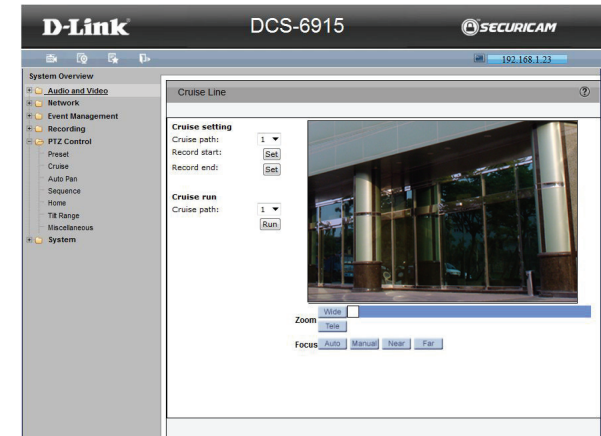 D-Link
DCS-6915
SECURICAM
192.168.1.23
System Overview
Audio and Video
Network
Event Management
Recording
PTZ Control
Preset
Cruise
Auto Pan
Sequence
Home
Tilt Range
Miscellaneous
System
Cruise Line
?
Cruise setting
Cruise path: 1
Record start: Set
Record end: Set
Cruise run
Cruise path: 1
Run
Zoom Wide
Tele
Focus Auto Manual Near Far